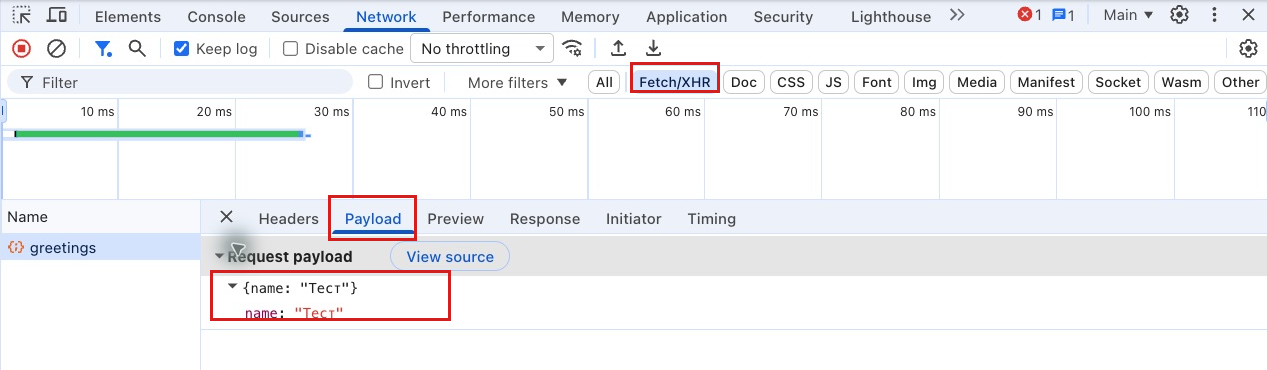 Elements Console Sources Network Performance Memory Application Security Lighthouse 1 1 Main
Keep log Disable cache No throttling
Filter Invert More filters All Fetch/XHR Doc CSS JS Font Img Media Manifest Socket Wasm Other
10 ms 20 ms 30 ms 40 ms 50 ms 60 ms 70 ms 80 ms 90 ms 100 ms 110
Name Headers Payload Preview Response Initiator Timing
greetings
Request payload View source
{name: "Тест"}
name: "Тест"